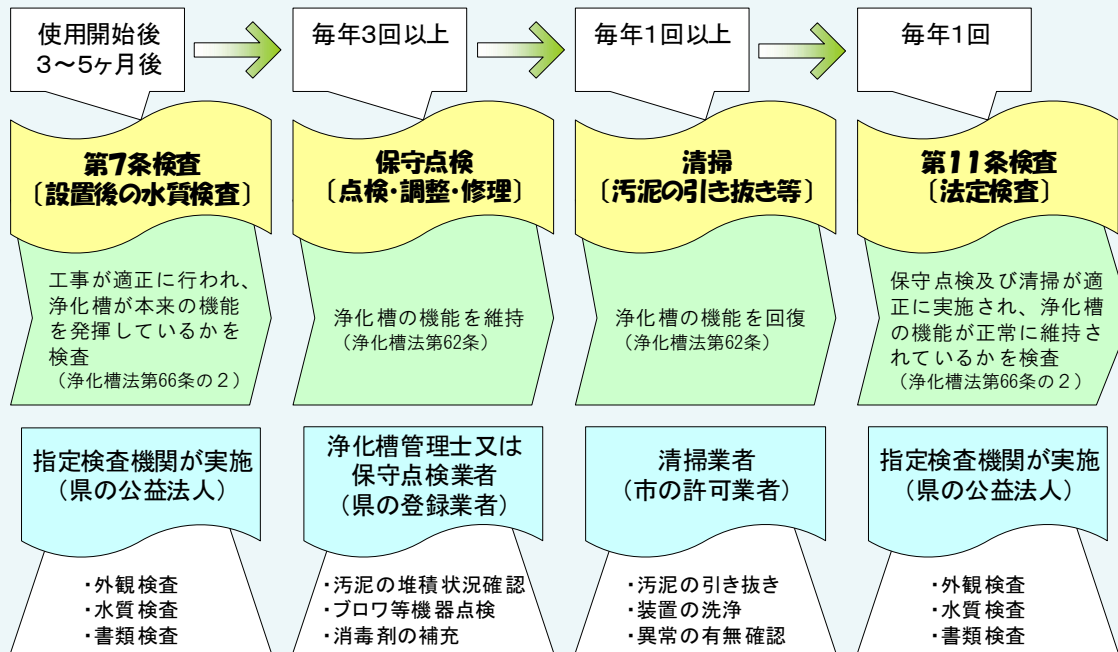 使用開始後
3～5ヶ月後
毎年3回以上
毎年1回以上
毎年1回
第7条検査
〔設置後の水質検査〕
保守点検
〔点検・調整・修理〕
清掃
〔汚泥の引き抜き等〕
第11条検査
〔法定検査〕
工事が適正に行われ、
浄化槽が本来の機能
を発揮しているかを
検査
（浄化槽法第66条の２）
浄化槽の機能を維持
（浄化槽法第62条）
浄化槽の機能を回復
（浄化槽法第62条）
保守点検及び清掃が適
正に実施され、浄化槽
の機能が正常に維持さ
れているかを検査
（浄化槽法第66条の２）
指定検査機関が実施
（県の公益法人）
浄化槽管理士又は
保守点検業者
（県の登録業者）
清掃業者
（市の許可業者）
指定検査機関が実施
（県の公益法人）
・外観検査
・水質検査
・書類検査
・汚泥の堆積状況確認
・ブロワ等機器点検
・消毒剤の補充
・汚泥の引き抜き
・装置の洗浄
・異常の有無確認
・外観検査
・水質検査
・書類検査